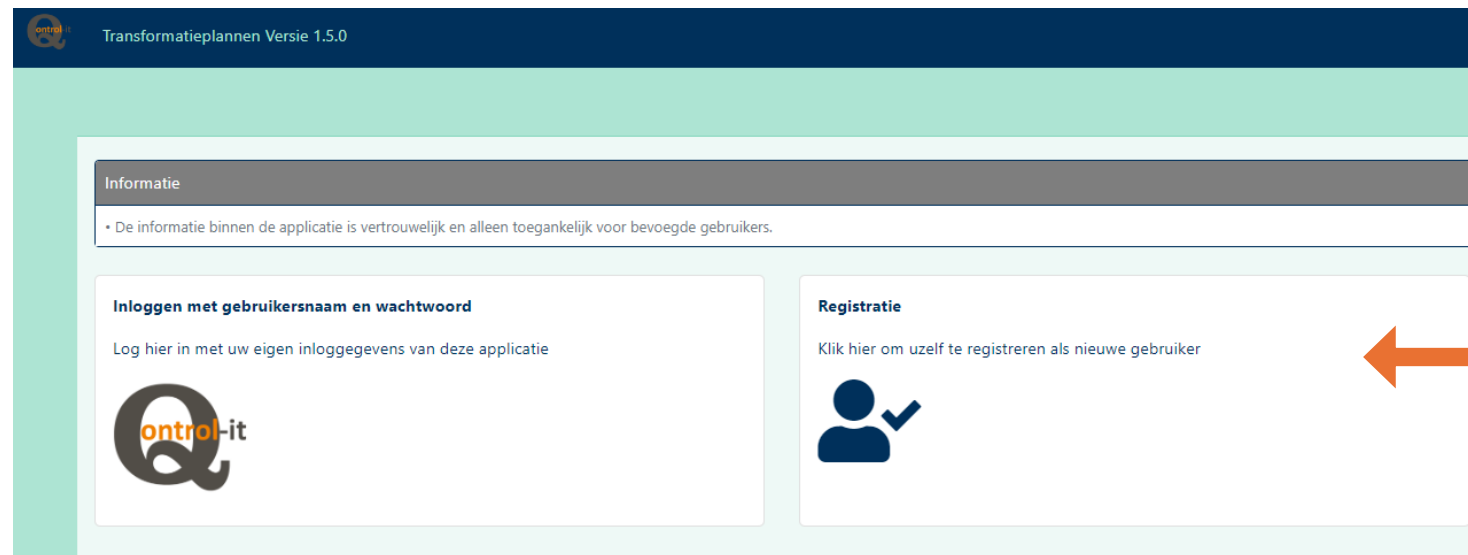 ontrol-it
Transformatieplannen Versie 1.5.0
Informatie
• De informatie binnen de applicatie is vertrouwelijk en alleen toegankelijk voor bevoegde gebruikers.
Inloggen met gebruikersnaam en wachtwoord
Log hier in met uw eigen inloggegevens van deze applicatie
Qontrol-it
Registratie
Klik hier om uzelf te registreren als nieuwe gebruiker